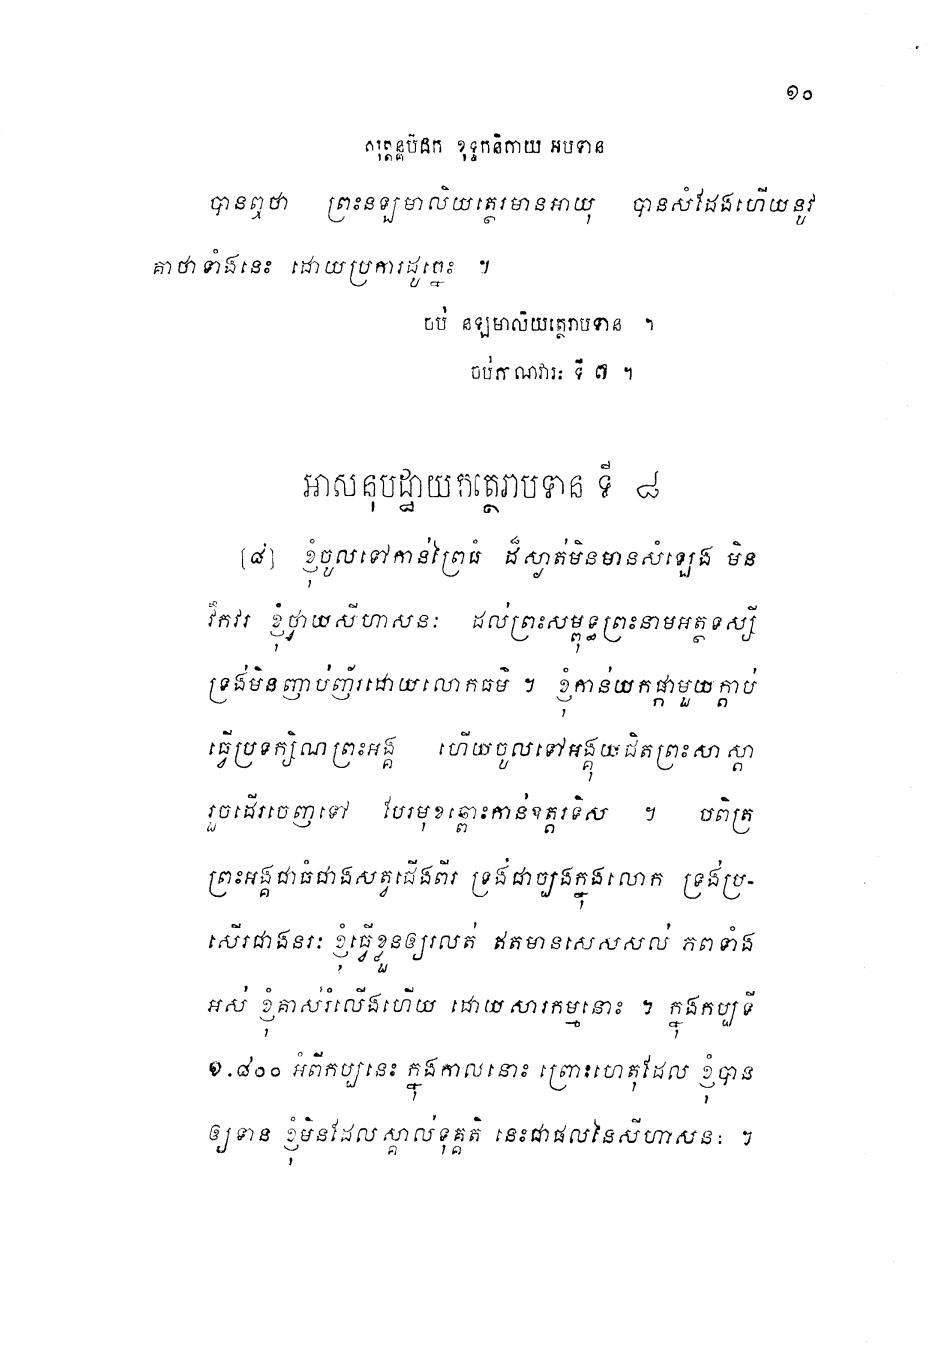 ១០
សុត្តន្តបិដក ខុទ្ទកនិកាយ អបទាន
បានឮថា ព្រះនឡមាលិយត្ថេរមានអាយុ បានសំដែងហើយនូវ
គាថាទាំងនេះ ដោយប្រការដូច្នេះ ។
ចប់ នឡមាលិយត្ថេរាបទាន ។
ចប់ភណវារៈ ទី ៧ ។
អាសនុបដ្ឋាយកត្ថេរាបទាន ទី ៨
[៨] ខ្ញុំចូលទៅកាន់ព្រៃធំ ដ៏ស្ងាត់មិនមានសំឡេង មិន
វឹកវរ ខ្ញុំថ្វាយសីហាសនៈ ដល់ព្រះសម្ពុទ្ធព្រះនាមអត្ថទស្សី
ទ្រង់មិនញាប់ញ័រដោយលោកធម៌ ។ ខ្ញុំកាន់យកផ្កាមួយក្តាប់
ធ្វើប្រទក្សិណព្រះអង្គ ហើយចូលទៅអង្គុយជិតព្រះសាស្តា
រួចដើរចេញទៅ បែរមុខឆ្ពោះកាន់ឧត្តរទិស ។ បពិត្រ
ព្រះអង្គជាធំជាងសត្វជើងពីរ ទ្រង់ជាច្បងក្នុងលោក ទ្រង់ប្រ-
សើរជាងនរៈ ខ្ញុំធ្វើខ្លួនឲ្យរលត់ ឥតមានសេសសល់ ភពទាំង
អស់ ខ្ញុំគាស់រំលើងហើយ ដោយសារកម្មនោះ ។ ក្នុងកប្បទី
១.៨០០ អំពីកប្បនេះ ក្នុងកាលនោះ ព្រោះហេតុដែល ខ្ញុំបាន
ឲ្យទាន ខ្ញុំមិនដែលស្គាល់ទុគ្គតិ នេះជាផលនៃសីហាសនៈ ។